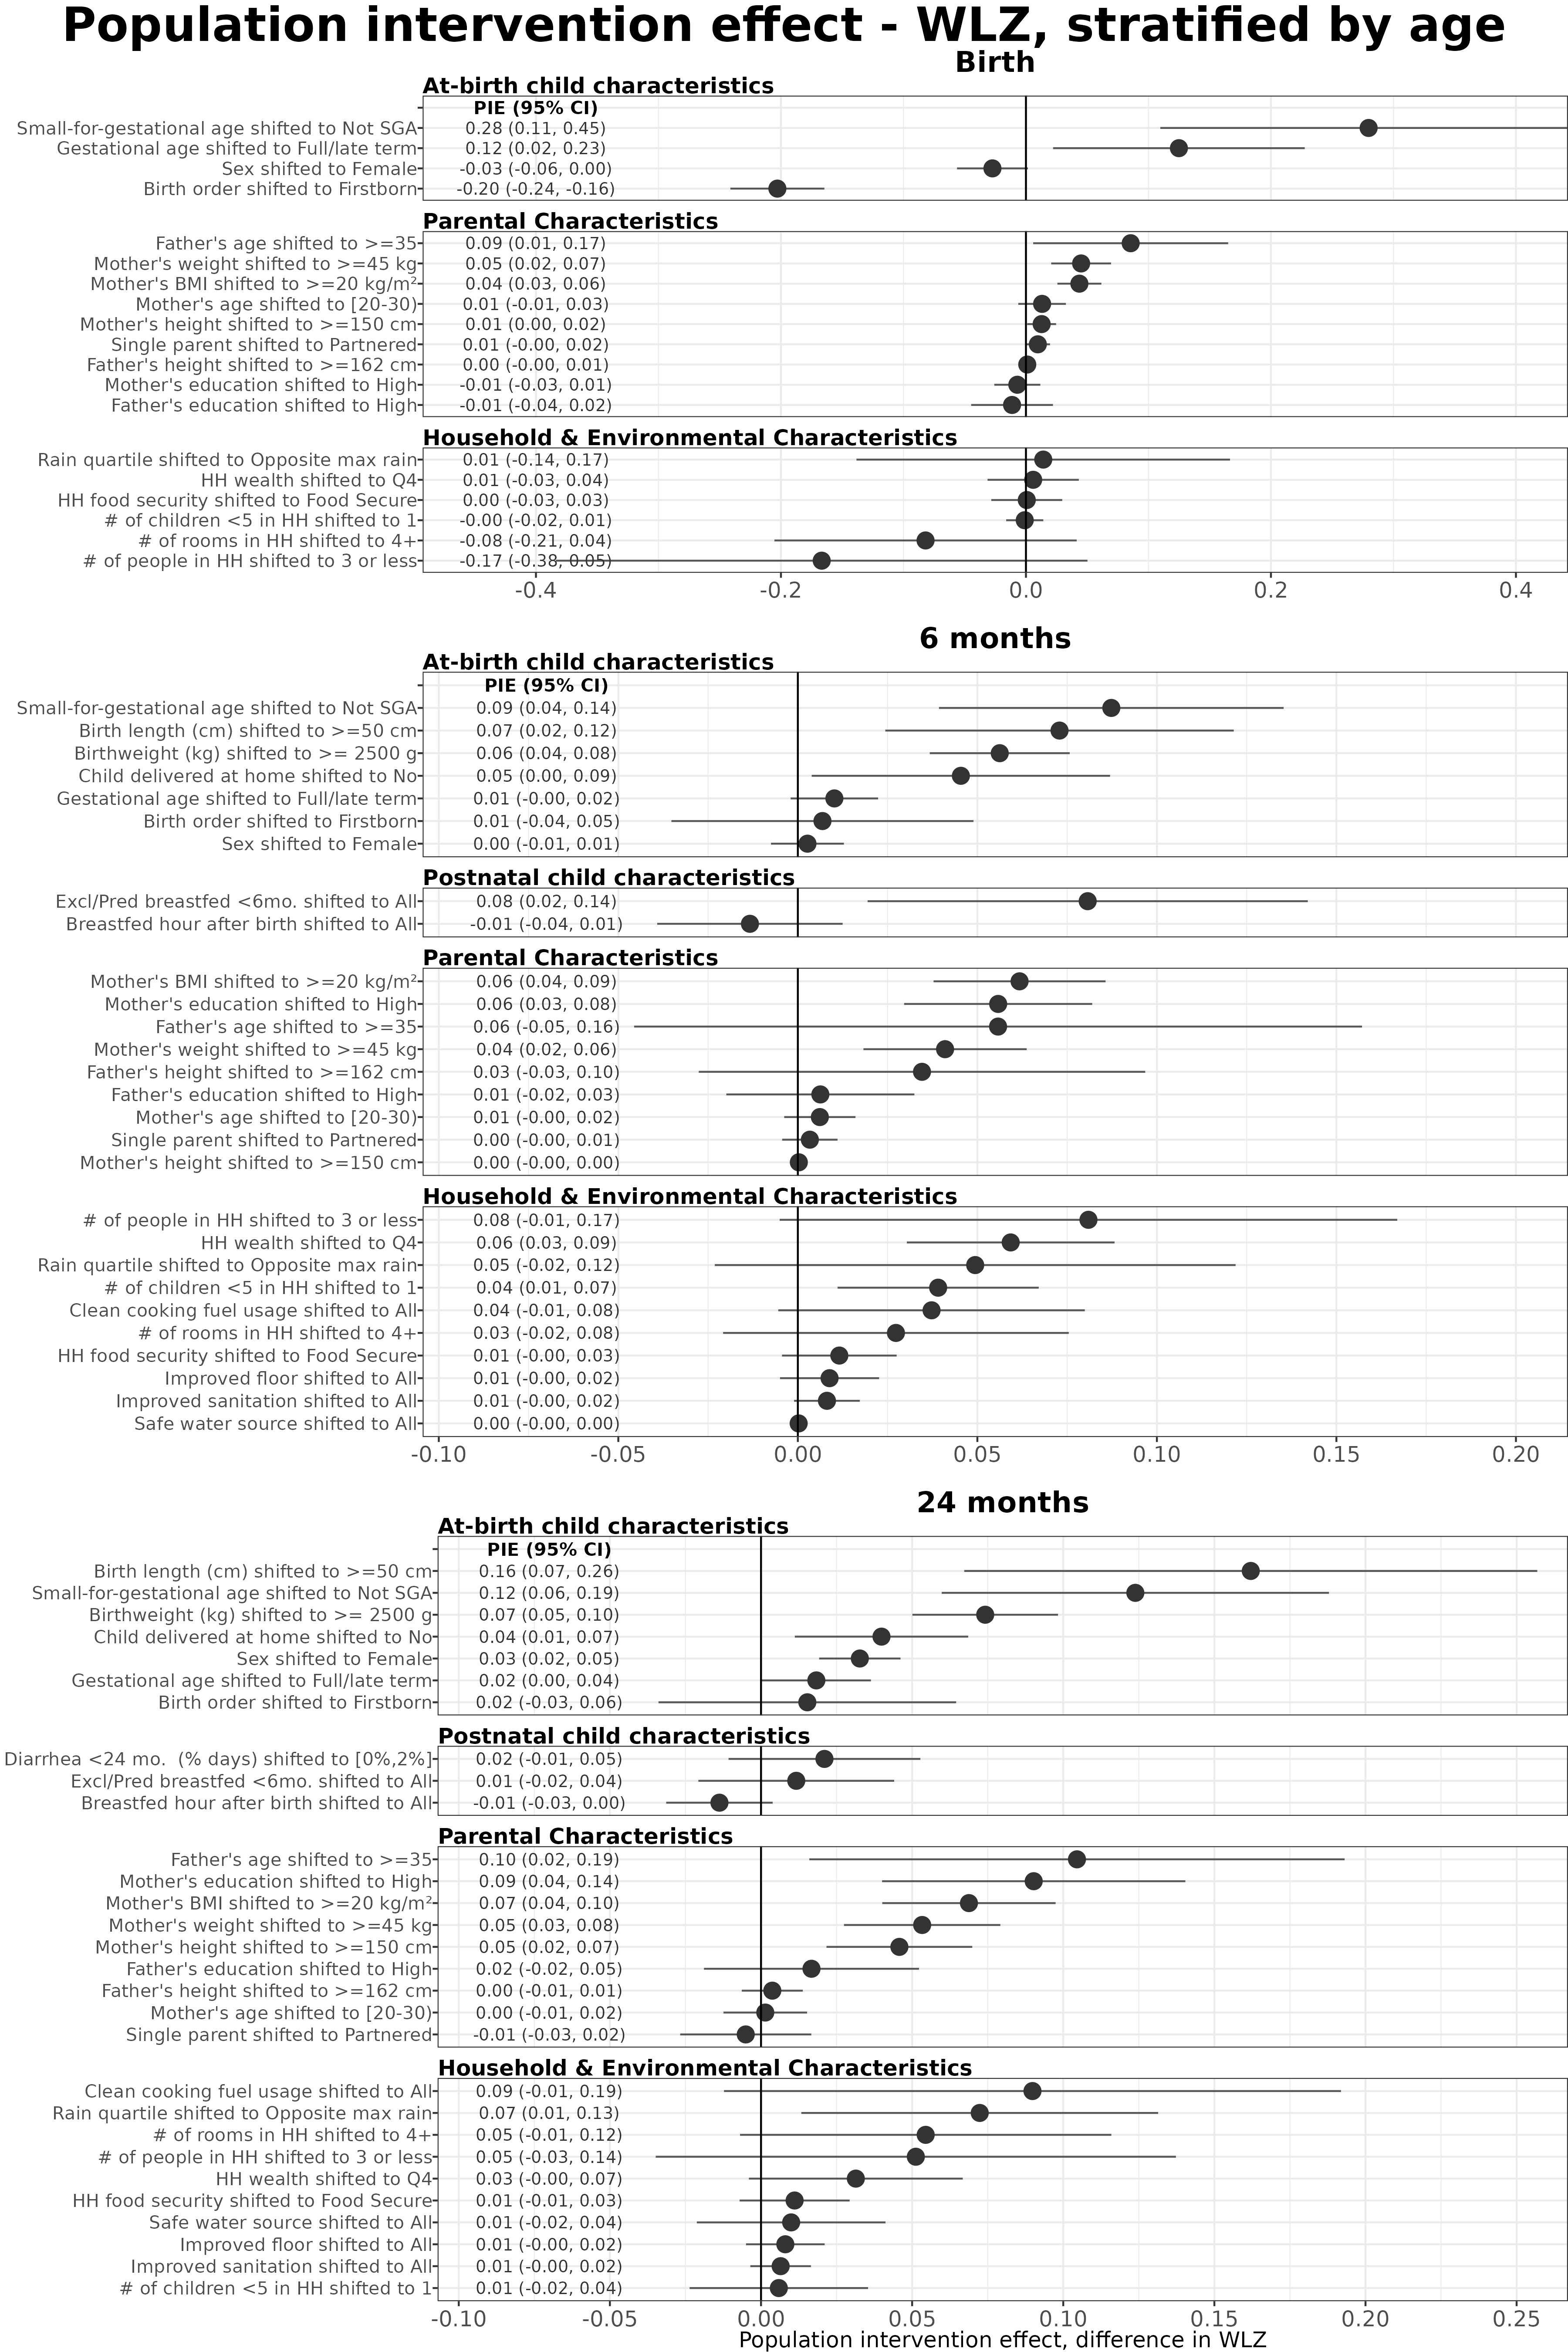 Population intervention effect - WLZ, stratified by age
Birth
At-birth child characteristics
PIE (95% CI)
Small-for-gestational age shifted to Not SGA 0.28 (0.11, 0.45)
Gestational age shifted to Full/late term 0.12 (0.02, 0.23)
Sex shifted to Female -0.03 (-0.06, 0.00)
Birth order shifted to Firstborn -0.20 (-0.24, -0.16)
Parental Characteristics
Father's age shifted to >=35 0.09 (0.01, 0.17)
Mother's weight shifted to >=45 kg 0.05 (0.02, 0.07)
Mother's BMI shifted to >=20 kg/m² 0.04 (0.03, 0.06)
Mother's age shifted to [20-30) 0.01 (-0.01, 0.03)
Mother's height shifted to >=150 cm 0.01 (0.00, 0.02)
Single parent shifted to Partnered 0.01 (-0.00, 0.02)
Father's height shifted to >=162 cm 0.00 (-0.00, 0.01)
Mother's education shifted to High -0.01 (-0.03, 0.01)
Father's education shifted to High -0.01 (-0.04, 0.02)
Household & Environmental Characteristics
Rain quartile shifted to Opposite max rain 0.01 (-0.14, 0.17)
HH wealth shifted to Q4 0.01 (-0.03, 0.04)
HH food security shifted to Food Secure 0.00 (-0.03, 0.03)
# of children <5 in HH shifted to 1 -0.00 (-0.02, 0.01)
# of rooms in HH shifted to 4+ -0.08 (-0.21, 0.04)
# of people in HH shifted to 3 or less -0.17 (-0.38, 0.05)
-0.4 -0.2 0.0 0.2 0.4
6 months
At-birth child characteristics
PIE (95% CI)
Small-for-gestational age shifted to Not SGA 0.09 (0.04, 0.14)
Birth length (cm) shifted to >=50 cm 0.07 (0.02, 0.12)
Birthweight (kg) shifted to >= 2500 g 0.06 (0.04, 0.08)
Child delivered at home shifted to No 0.05 (0.00, 0.09)
Gestational age shifted to Full/late term 0.01 (-0.00, 0.02)
Birth order shifted to Firstborn 0.01 (-0.04, 0.05)
Sex shifted to Female 0.00 (-0.01, 0.01)
Postnatal child characteristics
Excl/Pred breastfed <6mo. shifted to All 0.08 (0.02, 0.14)
Breastfed hour after birth shifted to All -0.01 (-0.04, 0.01)
Parental Characteristics
Mother's BMI shifted to >=20 kg/m² 0.06 (0.04, 0.09)
Mother's education shifted to High 0.06 (0.03, 0.08)
Father's age shifted to >=35 0.06 (-0.05, 0.16)
Mother's weight shifted to >=45 kg 0.04 (0.02, 0.06)
Father's height shifted to >=162 cm 0.03 (-0.03, 0.10)
Father's education shifted to High 0.01 (-0.02, 0.03)
Mother's age shifted to [20-30) 0.01 (-0.00, 0.02)
Single parent shifted to Partnered 0.00 (-0.00, 0.01)
Mother's height shifted to >=150 cm 0.00 (-0.00, 0.00)
Household & Environmental Characteristics
# of people in HH shifted to 3 or less 0.08 (-0.01, 0.17)
HH wealth shifted to Q4 0.06 (0.03, 0.09)
Rain quartile shifted to Opposite max rain 0.05 (-0.02, 0.12)
# of children <5 in HH shifted to 1 0.04 (0.01, 0.07)
Clean cooking fuel usage shifted to All 0.04 (-0.01, 0.08)
# of rooms in HH shifted to 4+ 0.03 (-0.02, 0.08)
HH food security shifted to Food Secure 0.01 (-0.00, 0.03)
Improved floor shifted to All 0.01 (-0.00, 0.02)
Improved sanitation shifted to All 0.01 (-0.00, 0.02)
Safe water source shifted to All 0.00 (-0.00, 0.00)
-0.10 -0.05 0.00 0.05 0.10 0.15 0.20
24 months
At-birth child characteristics
PIE (95% CI)
Birth length (cm) shifted to >=50 cm 0.16 (0.07, 0.26)
Small-for-gestational age shifted to Not SGA 0.12 (0.06, 0.19)
Birthweight (kg) shifted to >= 2500 g 0.07 (0.05, 0.10)
Child delivered at home shifted to No 0.04 (0.01, 0.07)
Sex shifted to Female 0.03 (0.02, 0.05)
Gestational age shifted to Full/late term 0.02 (0.00, 0.04)
Birth order shifted to Firstborn 0.02 (-0.03, 0.06)
Postnatal child characteristics
Diarrhea <24 mo.  (% days) shifted to [0%,2%] 0.02 (-0.01, 0.05)
Excl/Pred breastfed <6mo. shifted to All 0.01 (-0.02, 0.04)
Breastfed hour after birth shifted to All -0.01 (-0.03, 0.00)
Parental Characteristics
Father's age shifted to >=35 0.10 (0.02, 0.19)
Mother's education shifted to High 0.09 (0.04, 0.14)
Mother's BMI shifted to >=20 kg/m² 0.07 (0.04, 0.10)
Mother's weight shifted to >=45 kg 0.05 (0.03, 0.08)
Mother's height shifted to >=150 cm 0.05 (0.02, 0.07)
Father's education shifted to High 0.02 (-0.02, 0.05)
Father's height shifted to >=162 cm 0.00 (-0.01, 0.01)
Mother's age shifted to [20-30) 0.00 (-0.01, 0.02)
Single parent shifted to Partnered -0.01 (-0.03, 0.02)
Household & Environmental Characteristics
Clean cooking fuel usage shifted to All 0.09 (-0.01, 0.19)
Rain quartile shifted to Opposite max rain 0.07 (0.01, 0.13)
# of rooms in HH shifted to 4+ 0.05 (-0.01, 0.12)
# of people in HH shifted to 3 or less 0.05 (-0.03, 0.14)
HH wealth shifted to Q4 0.03 (-0.00, 0.07)
HH food security shifted to Food Secure 0.01 (-0.01, 0.03)
Safe water source shifted to All 0.01 (-0.02, 0.04)
Improved floor shifted to All 0.01 (-0.00, 0.02)
Improved sanitation shifted to All 0.01 (-0.00, 0.02)
# of children <5 in HH shifted to 1 0.01 (-0.02, 0.04)
-0.10 -0.05 0.00 0.05 0.10 0.15 0.20 0.25
Population intervention effect, difference in WLZ